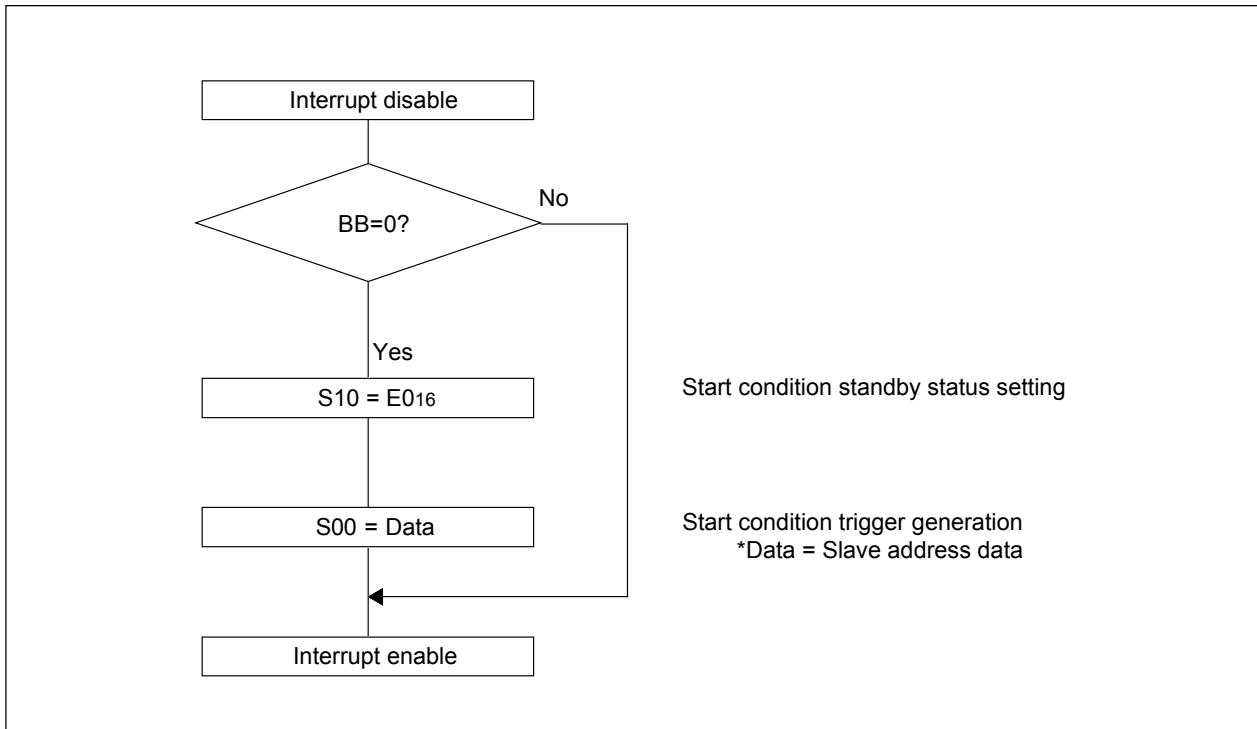 Interrupt disable
No
BB=0?
Yes
S10 = E016
Start condition standby status setting
S00 = Data
Start condition trigger generation
*Data = Slave address data
Interrupt enable